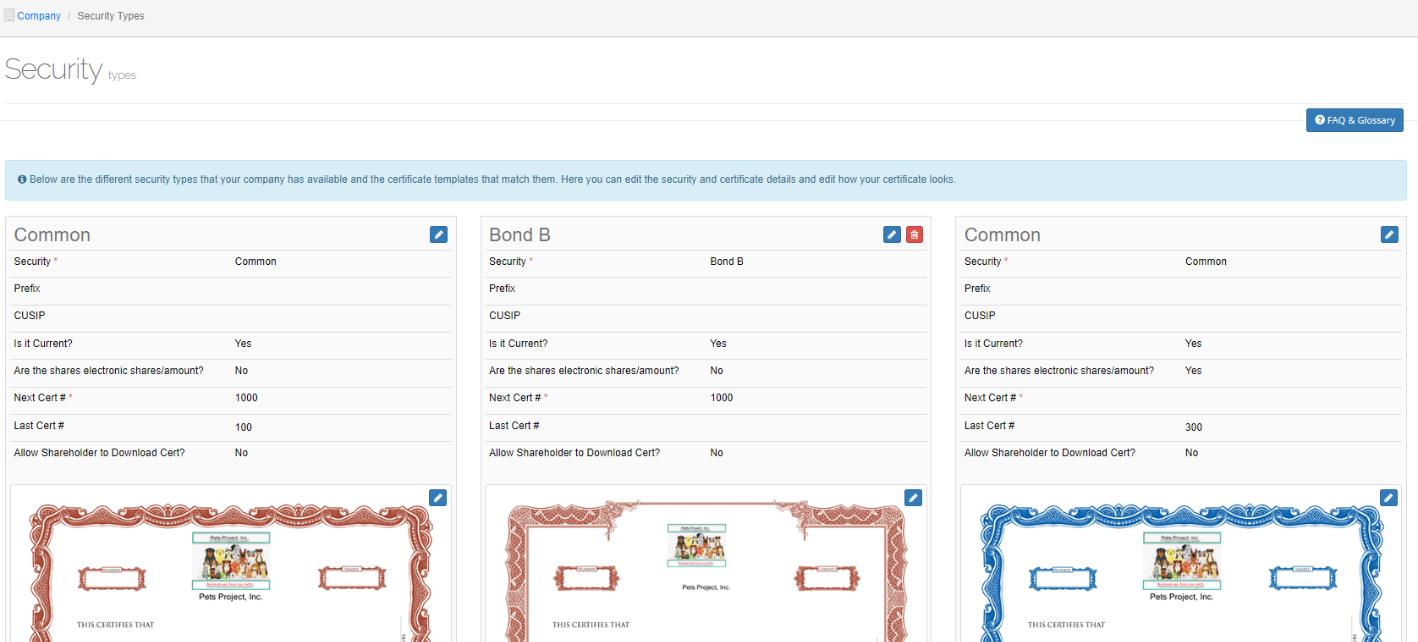 Company / Security Types
Security types
FAQ & Glossary
Below are the different security types that your company has available and the certificate templates that match them. Here you can edit the security and certificate details and edit how your certificate looks.
Common
Security * Common
Prefix
CUSIP
Is it Current? Yes
Are the shares electronic shares/amount? No
Next Cert # * 1000
Last Cert # 100
Allow Shareholder to Download Cert? No
Pets Project, Inc.
Pets Project, Inc.
THIS CERTIFIES THAT
Bond B
Security * Bond B
Prefix
CUSIP
Is it Current? Yes
Are the shares electronic shares/amount? No
Next Cert # * 1000
Last Cert #
Allow Shareholder to Download Cert? No
Pets Project, Inc.
Pets Project, Inc.
THIS CERTIFIES THAT
Common
Security * Common
Prefix
CUSIP
Is it Current? Yes
Are the shares electronic shares/amount? Yes
Next Cert # *
Last Cert # 300
Allow Shareholder to Download Cert? No
Pets Project, Inc.
Pets Project, Inc.
THIS CERTIFIES THAT